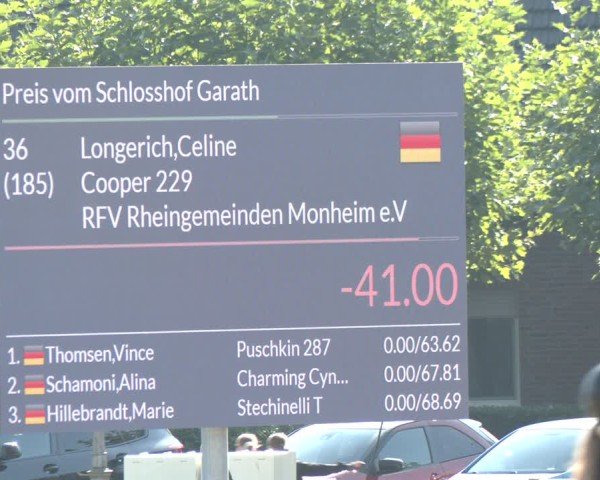 Preis vom Schlosshof Garath
36 Longerich,Celine
(185) Cooper 229
RFV Rheingemeinden Monheim e.V
-41.00
1. Thomsen,Vince Puschkin 287 0.00/63.62
2. Schamoni,Alina Charming Cyn... 0.00/67.81
3. Hillebrandt,Marie Stechinelli T 0.00/68.69